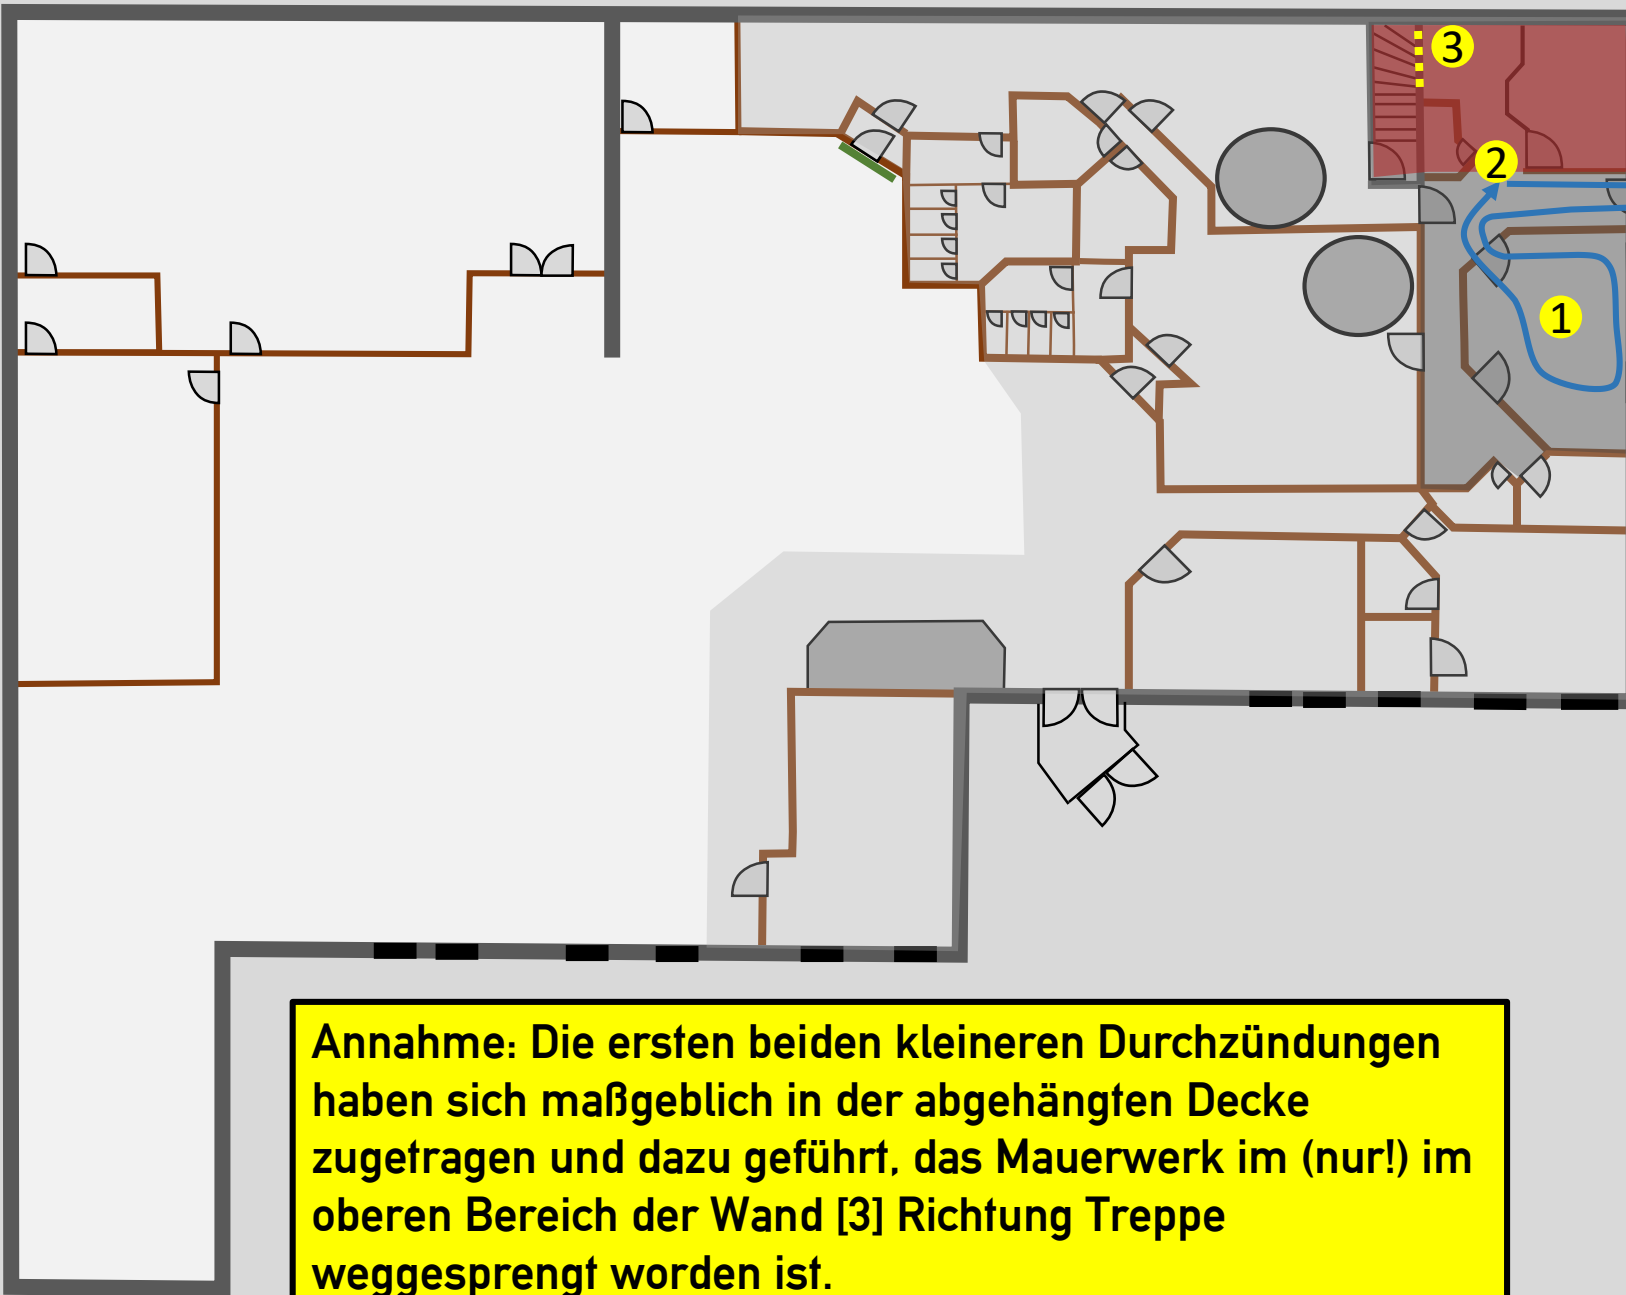 3
2
1
Annahme: Die ersten beiden kleineren Durchzündungen
haben sich maßgeblich in der abgehängten Decke
zugetragen und dazu geführt, das Mauerwerk im (nur!) im
oberen Bereich der Wand [3] Richtung Treppe
weggesprengt worden ist.